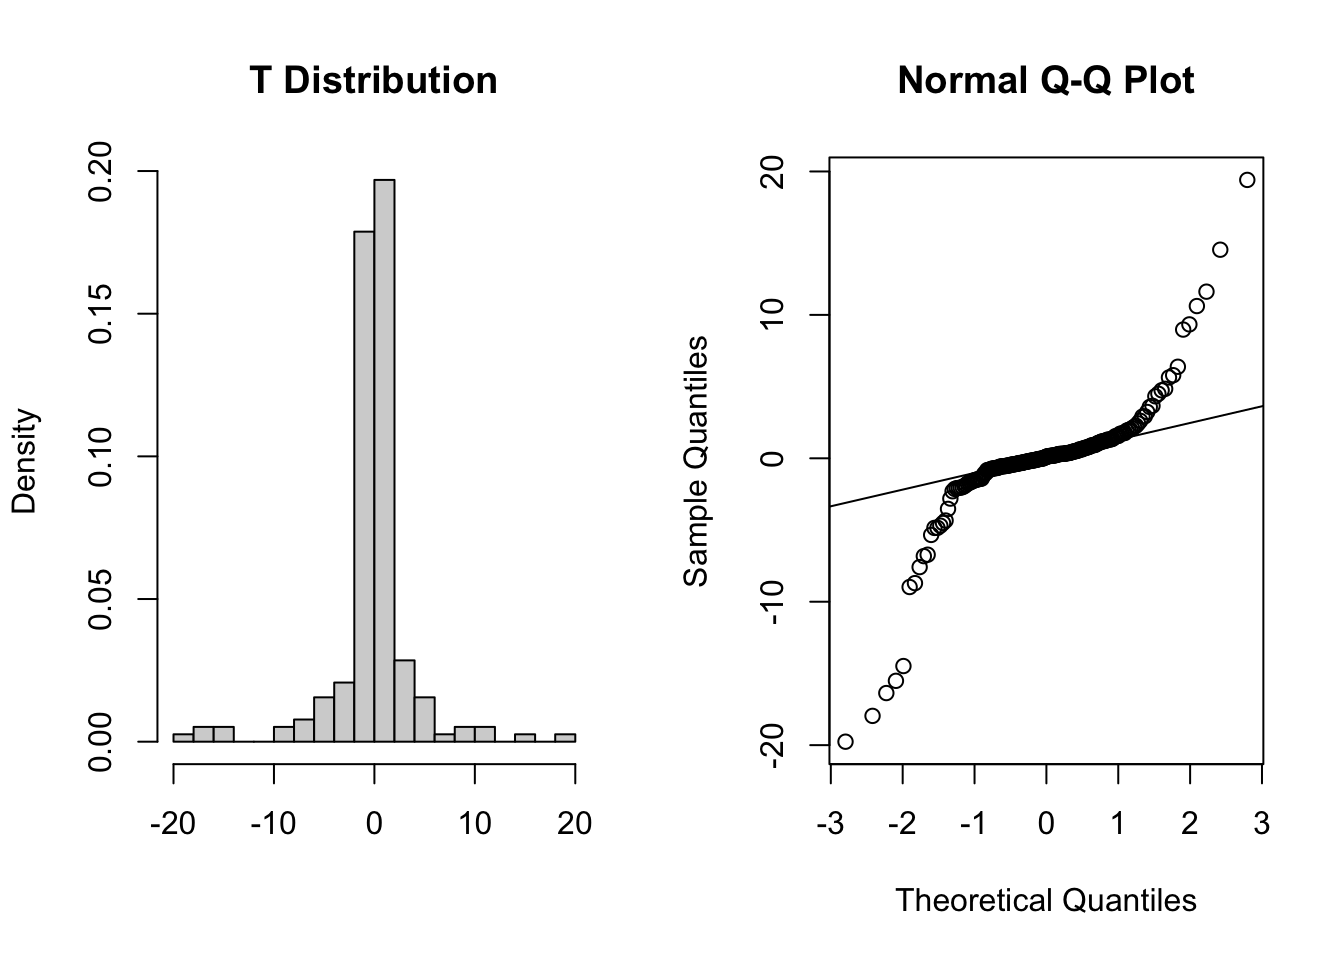 T Distribution
Density
0.00 0.05 0.10 0.15 0.20
-20 -10 0 10 20
Normal Q-Q Plot
Sample Quantiles
-20 -10 0 10 20
-3 -2 -1 0 1 2 3
Theoretical Quantiles